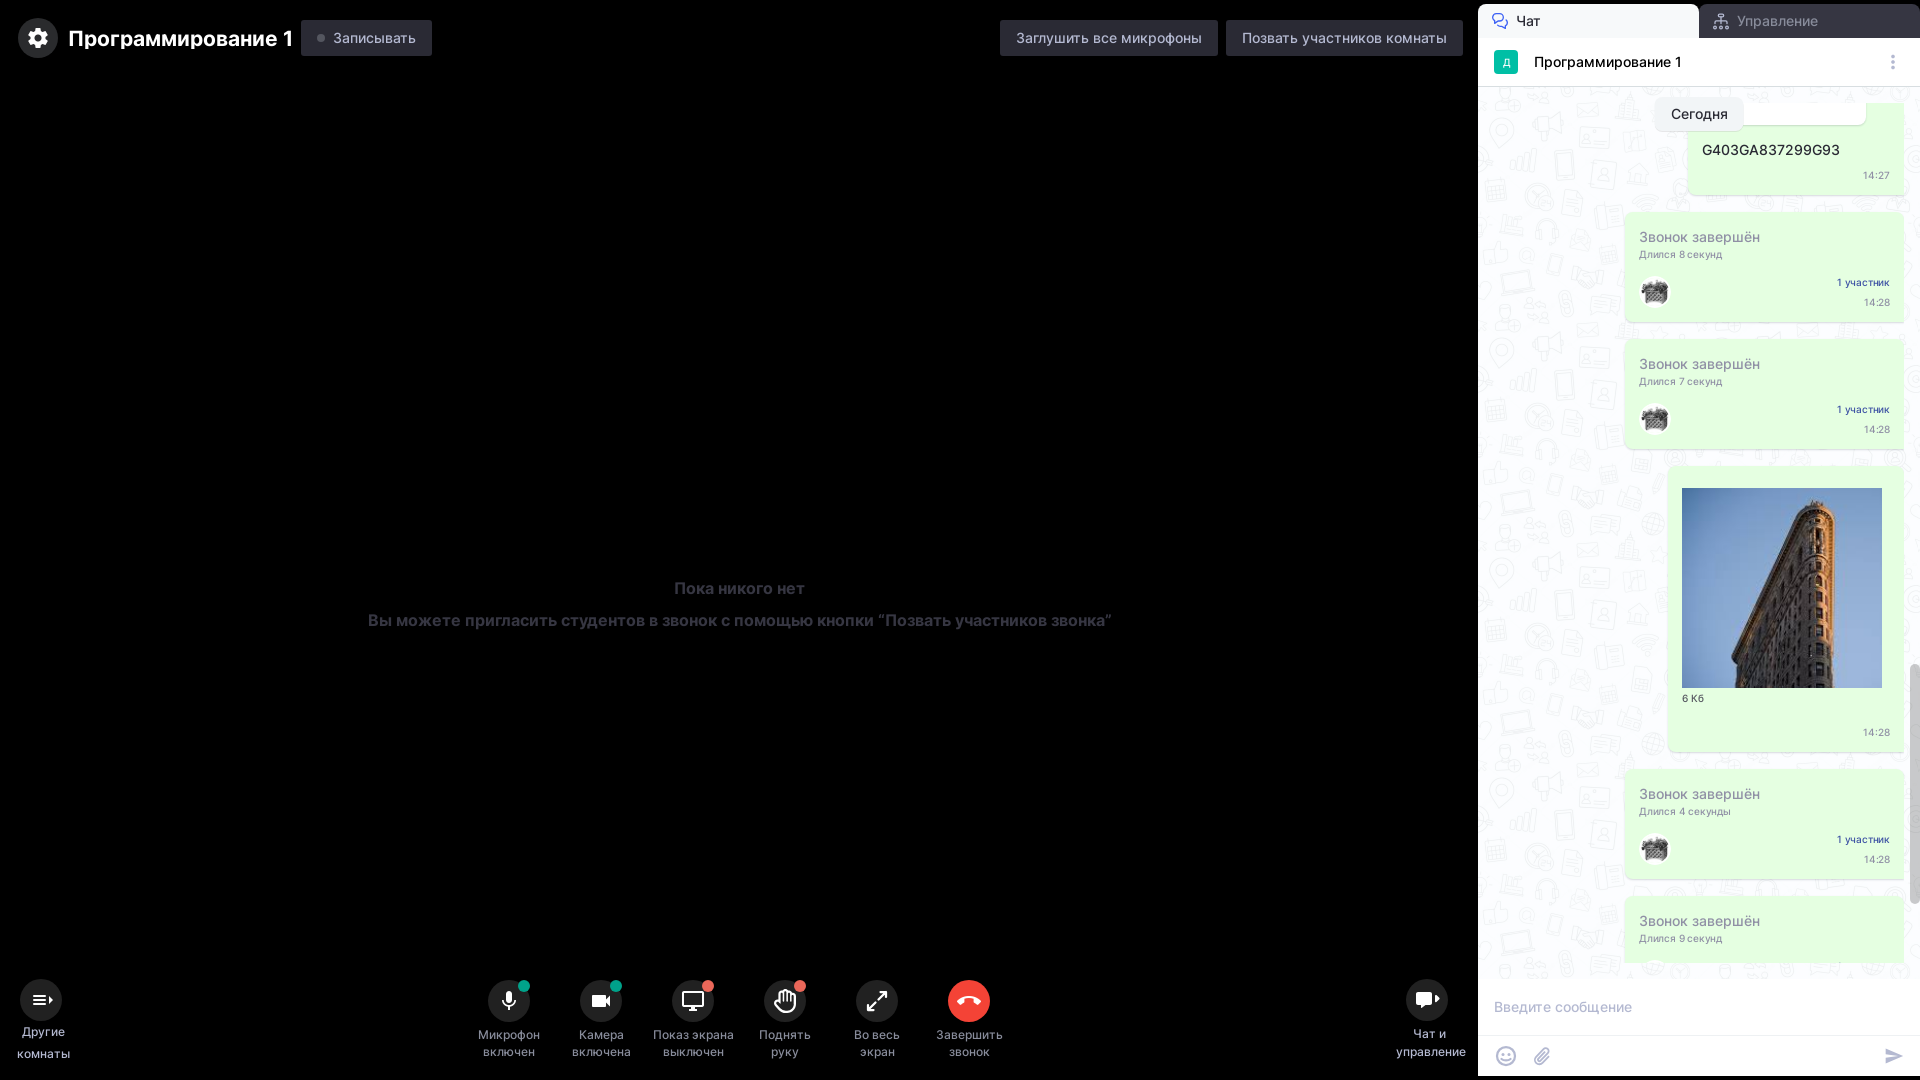 Программирование 1
Записывать
Заглушить все микрофоны
Позвать участников комнаты
Чат
Управление
Д
Программирование 1
Сегодня
G403GA837299G93
14:27
Звонок завершён
Длился 8 секунд
1 участник
14:28
Звонок завершён
Длился 7 секунд
1 участник
14:28
6 Кб
14:28
Звонок завершён
Длился 4 секунды
1 участник
14:28
Звонок завершён
Длился 9 секунд
Пока никого нет
Вы можете пригласить студентов в звонок с помощью кнопки “Позвать участников звонка”
Другие
комнаты
Микрофон
включен
Камера
включена
Показ экрана
выключен
Поднять
руку
Во весь
экран
Завершить
звонок
Чат и
управление
Введите сообщение